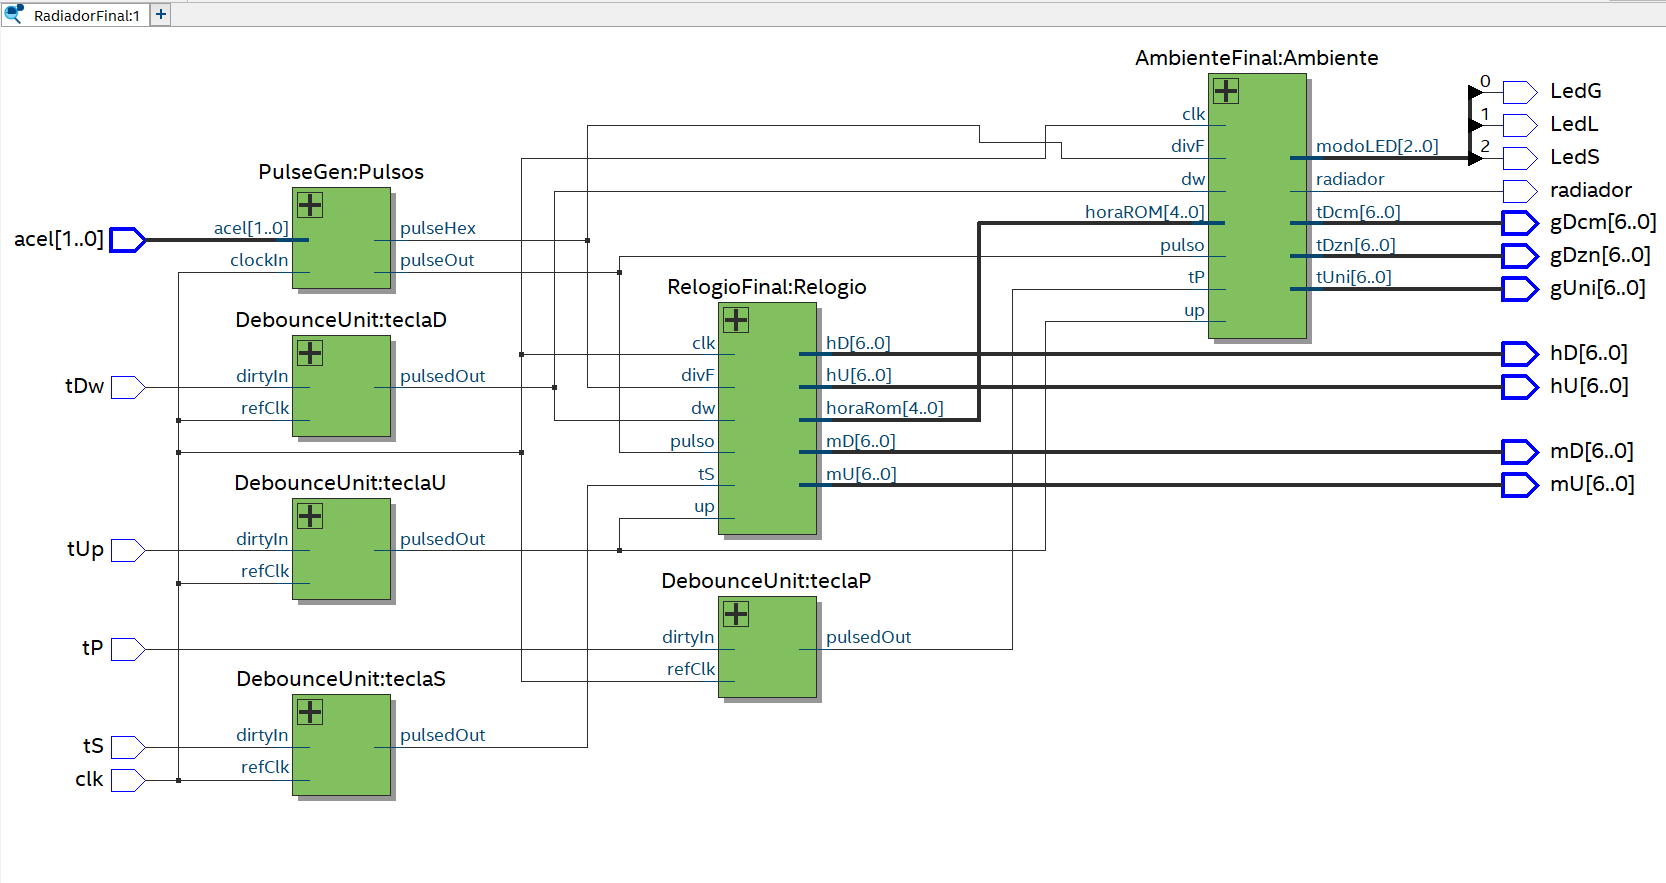 RadiadorFinal:1
AmbienteFinal:Ambiente
clk
divF
dw
horaROM[4..0]
pulso
tP
up
modoLED[2..0]
radiador
tDcm[6..0]
tDzn[6..0]
tUni[6..0]
0
LedG
1
LedL
2
LedS
radiador
gDcm[6..0]
gDzn[6..0]
gUni[6..0]
hD[6..0]
hU[6..0]
mD[6..0]
mU[6..0]
PulseGen:Pulsos
acel[1..0]
acel[1..0]
clockIn
pulseHex
pulseOut
RelogioFinal:Relogio
clk
divF
dw
pulso
tS
up
hD[6..0]
hU[6..0]
horaRom[4..0]
mD[6..0]
mU[6..0]
DebounceUnit:teclaD
tDw
dirtyIn
refClk
pulsedOut
DebounceUnit:teclaU
tUp
dirtyIn
refClk
pulsedOut
DebounceUnit:teclaP
tP
dirtyIn
refClk
pulsedOut
DebounceUnit:teclaS
tS
clk
dirtyIn
refClk
pulsedOut